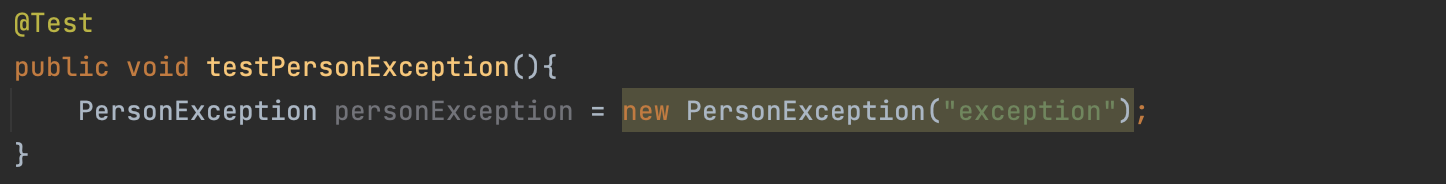 @Test
public void testPersonException(){
    PersonException personException = new PersonException("exception");
}